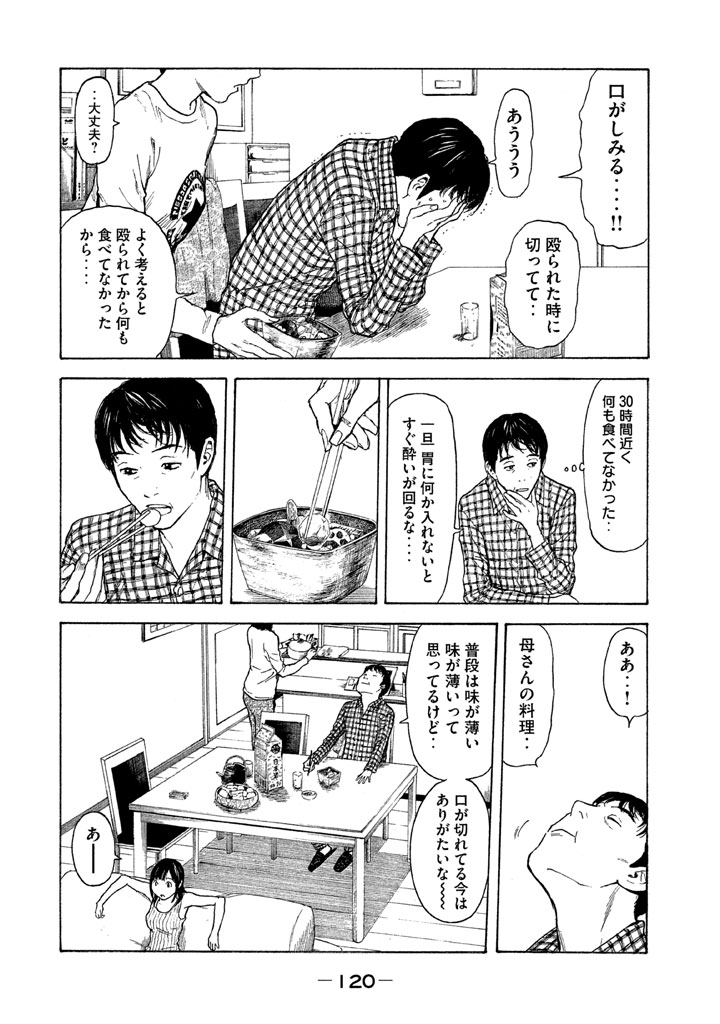 口がしみる‥‥!!
殴られた時に
切ってて‥
あううう
‥大丈夫?
よく考えると
殴られてから何も
食べてなかった
から‥‥
30時間近く
何も食べてなかった‥
一旦 胃に何か入れないと
すぐ酔いが回るな‥‥
ああ‥!
母さんの料理‥
普段は味が薄い
味が薄いって
思ってるけど‥
口が切れてる今は
ありがたいな〜〜
あ──
―120―